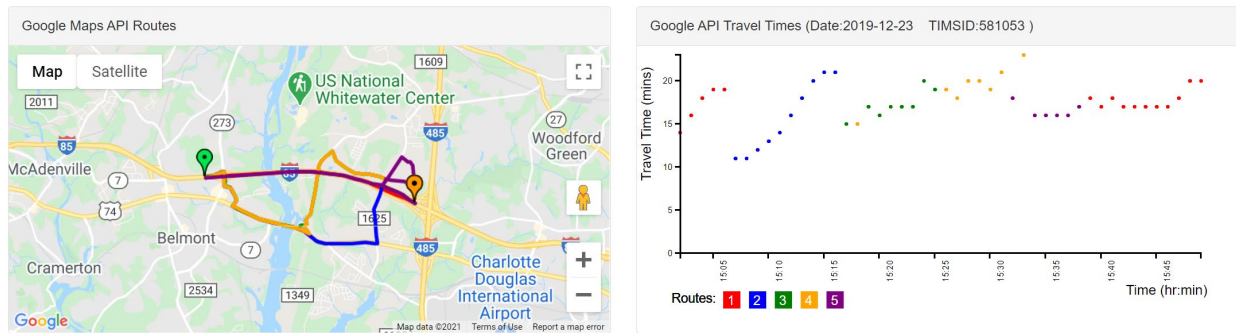 Google Maps API Routes
Map
Satellite
1609
US National
Whitewater Center
2011
273
485
27
Woodford
Green
85
McAdenville
7
85
74
1625
Belmont
7
485
Cramerton
Charlotte
Douglas
International
Airport
2534
1349
+
−
Google
Map data ©2021
Terms of Use
Report a map error
Google API Travel Times (Date:2019-12-23 TIMSID:581053 )
Travel Time (mins)
20
15
10
5
0
15:05
15:10
15:15
15:20
15:25
15:30
15:35
15:40
15:45
Time (hr:min)
Routes: 1 2 3 4 5